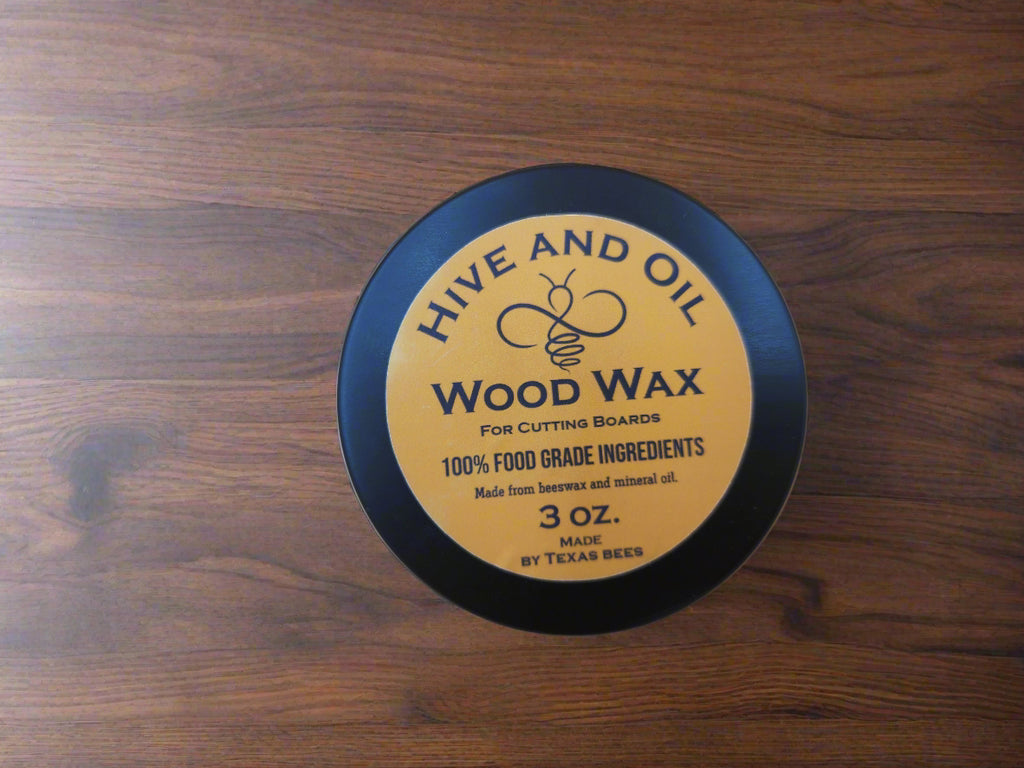 HIVE AND OIL
WOOD WAX
FOR CUTTING BOARDS
100% FOOD GRADE INGREDIENTS
Made from beeswax and mineral oil.
3 OZ.
MADE
BY TEXAS BEES